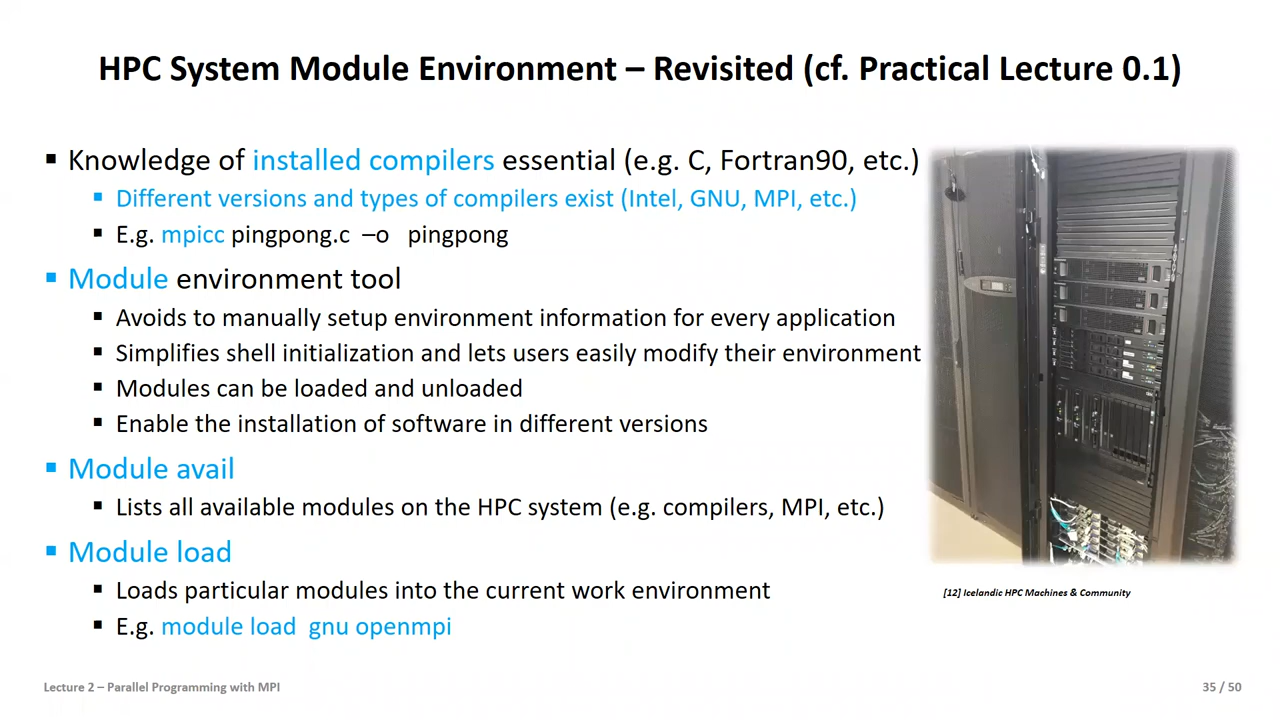 HPC System Module Environment – Revisited (cf. Practical Lecture 0.1)
▪ Knowledge of installed compilers essential (e.g. C, Fortran90, etc.)
▪ Different versions and types of compilers exist (Intel, GNU, MPI, etc.)
▪ E.g. mpicc pingpong.c –o pingpong
▪ Module environment tool
▪ Avoids to manually setup environment information for every application
▪ Simplifies shell initialization and lets users easily modify their environment
▪ Modules can be loaded and unloaded
▪ Enable the installation of software in different versions
▪ Module avail
▪ Lists all available modules on the HPC system (e.g. compilers, MPI, etc.)
▪ Module load
▪ Loads particular modules into the current work environment
▪ E.g. module load gnu openmpi
[12] Icelandic HPC Machines & Community
Lecture 2 – Parallel Programming with MPI
35 / 50